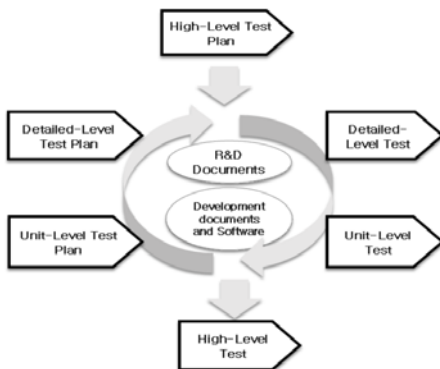 High-Level Test
Plan
Detailed-Level
Test Plan
Detailed-
Level Test
R&D
Documents
Development
documents
and Software
Unit-Level Test
Plan
Unit-Level
Test
High-Level
Test